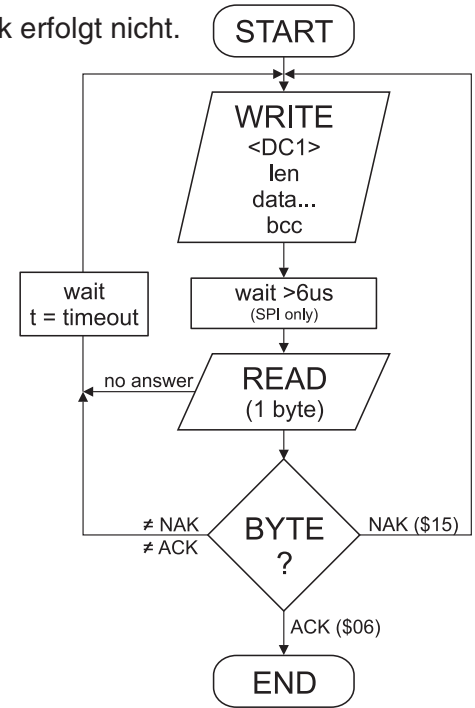 k erfolgt nicht.
START
WRITE
<DC1>
len
data...
bcc
wait
t = timeout
wait >6us
(SPI only)
no answer
READ
(1 byte)
≠ NAK
≠ ACK
BYTE
?
NAK ($15)
ACK ($06)
END